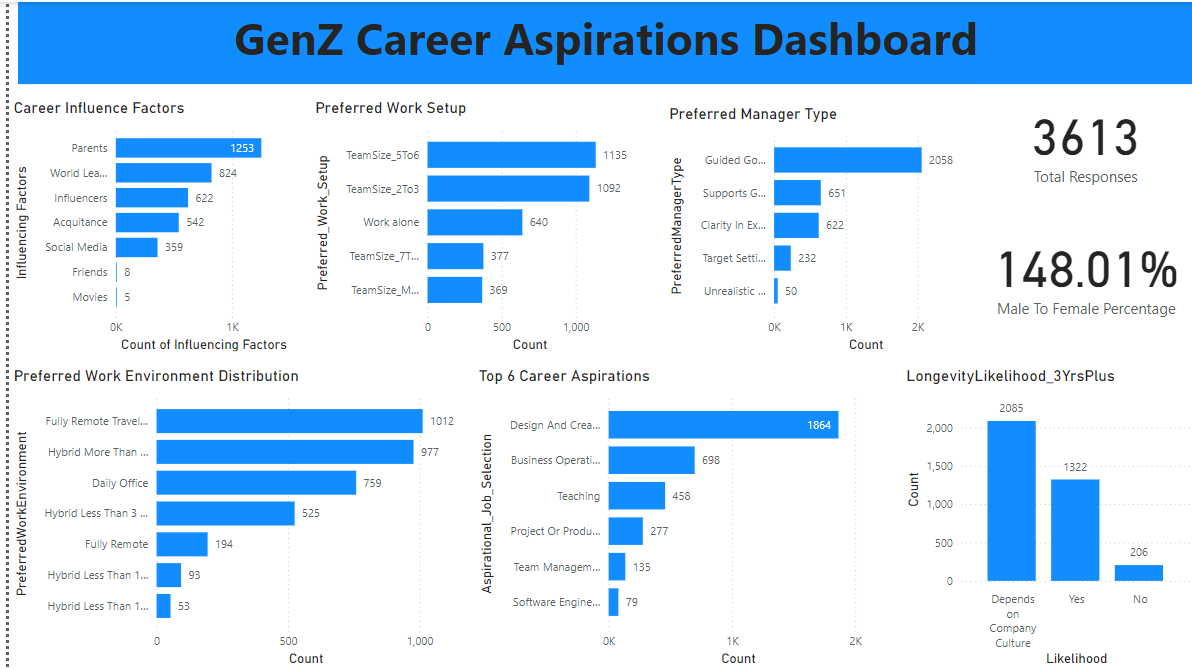 GenZ Career Aspirations Dashboard
Career Influence Factors
Influencing Factors
Parents
1253
World Lea...
824
Influencers
622
Acquitance
542
Social Media
359
Friends
8
Movies
5
0K
1K
Count of Influencing Factors
Preferred Work Setup
Preferred_Work_Setup
TeamSize_5To6
1135
TeamSize_2To3
1092
Work alone
640
TeamSize_7T...
377
TeamSize_M...
369
0
500
1,000
Count
Preferred Manager Type
PreferredManagerType
Guided Go...
2058
Supports G...
651
Clarity In Ex...
622
Target Setti...
232
Unrealistic ...
50
0K
1K
2K
Count
3613
Total Responses
148.01%
Male To Female Percentage
Preferred Work Environment Distribution
PreferredWorkEnvironment
Fully Remote Travel...
1012
Hybrid More Than ...
977
Daily Office
759
Hybrid Less Than 3 ...
525
Fully Remote
194
Hybrid Less Than 1...
93
Hybrid Less Than 1...
53
0
500
1,000
Count
Top 6 Career Aspirations
Aspirational_Job_Selection
Design And Crea...
1864
Business Operati...
698
Teaching
458
Project Or Produ...
277
Team Managem...
135
Software Engine...
79
0K
1K
2K
Count
LongevityLikelihood_3YrsPlus
Count
2,000
1,500
1,000
500
0
2085
1322
206
Depends
on
Company
Culture
Yes
No
Likelihood